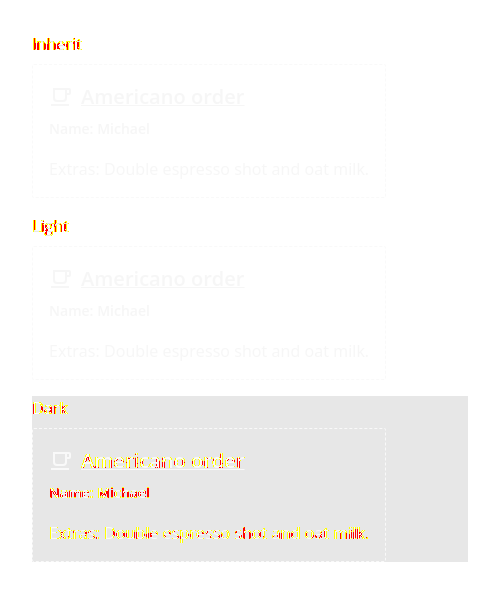 Inherit
Americano order
Name: Michael
Extras: Double espresso shot and oat milk.
Light
Americano order
Name: Michael
Extras: Double espresso shot and oat milk.
Dark
Americano order
Name: Michael
Extras: Double espresso shot and oat milk.